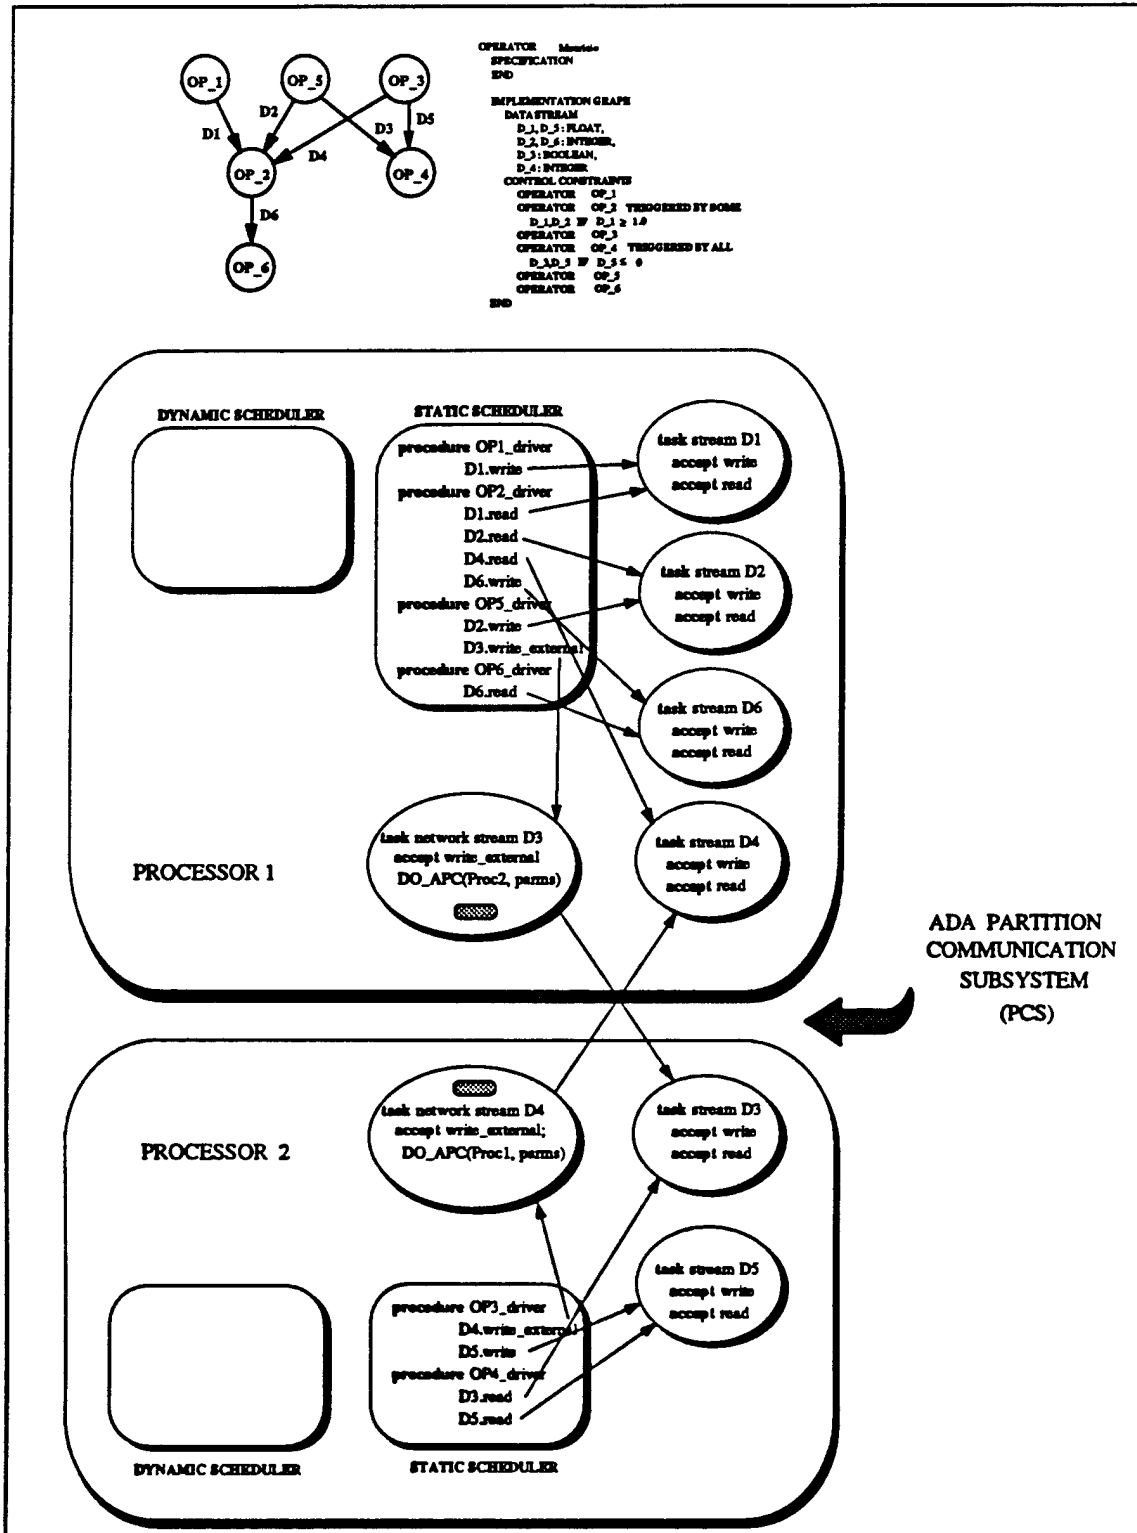 OP_1
OP_5
OP_3
D1
D2
D3
D5
D4
OP_2
OP_4
D6
OP_6
OPERATOR
SPECIFICATION
END
IMPLEMENTATION GRAPH
DATA STREAM
D_1, D_5 : FLOAT,
D_2, D_6 : INTEGER,
D_3 : BOOLEAN,
D_4 : INTEGER
CONTROL CONSTRAINTS
OPERATOR OP_1
OPERATOR OP_2 TRIGGERED BY SOME
D_1,D_2 IF D_1 ≥ 1.0
OPERATOR OP_3
OPERATOR OP_4 TRIGGERED BY ALL
D_3,D_5 IF D_5 ≤ 0
OPERATOR OP_5
OPERATOR OP_6
END
DYNAMIC SCHEDULER
STATIC SCHEDULER
procedure OP1_driver
D1.write
procedure OP2_driver
D1.read
D2.read
D4.read
D6.write
procedure OP5_driver
D2.write
D3.write_external
procedure OP6_driver
D6.read
task stream D1
accept write
accept read
task stream D2
accept write
accept read
task stream D6
accept write
accept read
task stream D4
accept write
accept read
task network stream D3
accept write_external
DO_APC(Proc2, parms)
PROCESSOR 1
ADA PARTITION
COMMUNICATION
SUBSYSTEM
(PCS)
PROCESSOR 2
task network stream D4
accept write_external;
DO_APC(Proc1, parms)
task stream D3
accept write
accept read
task stream D5
accept write
accept read
procedure OP3_driver
D4.write_external
D5.write
procedure OP4_driver
D3.read
D5.read
DYNAMIC SCHEDULER
STATIC SCHEDULER